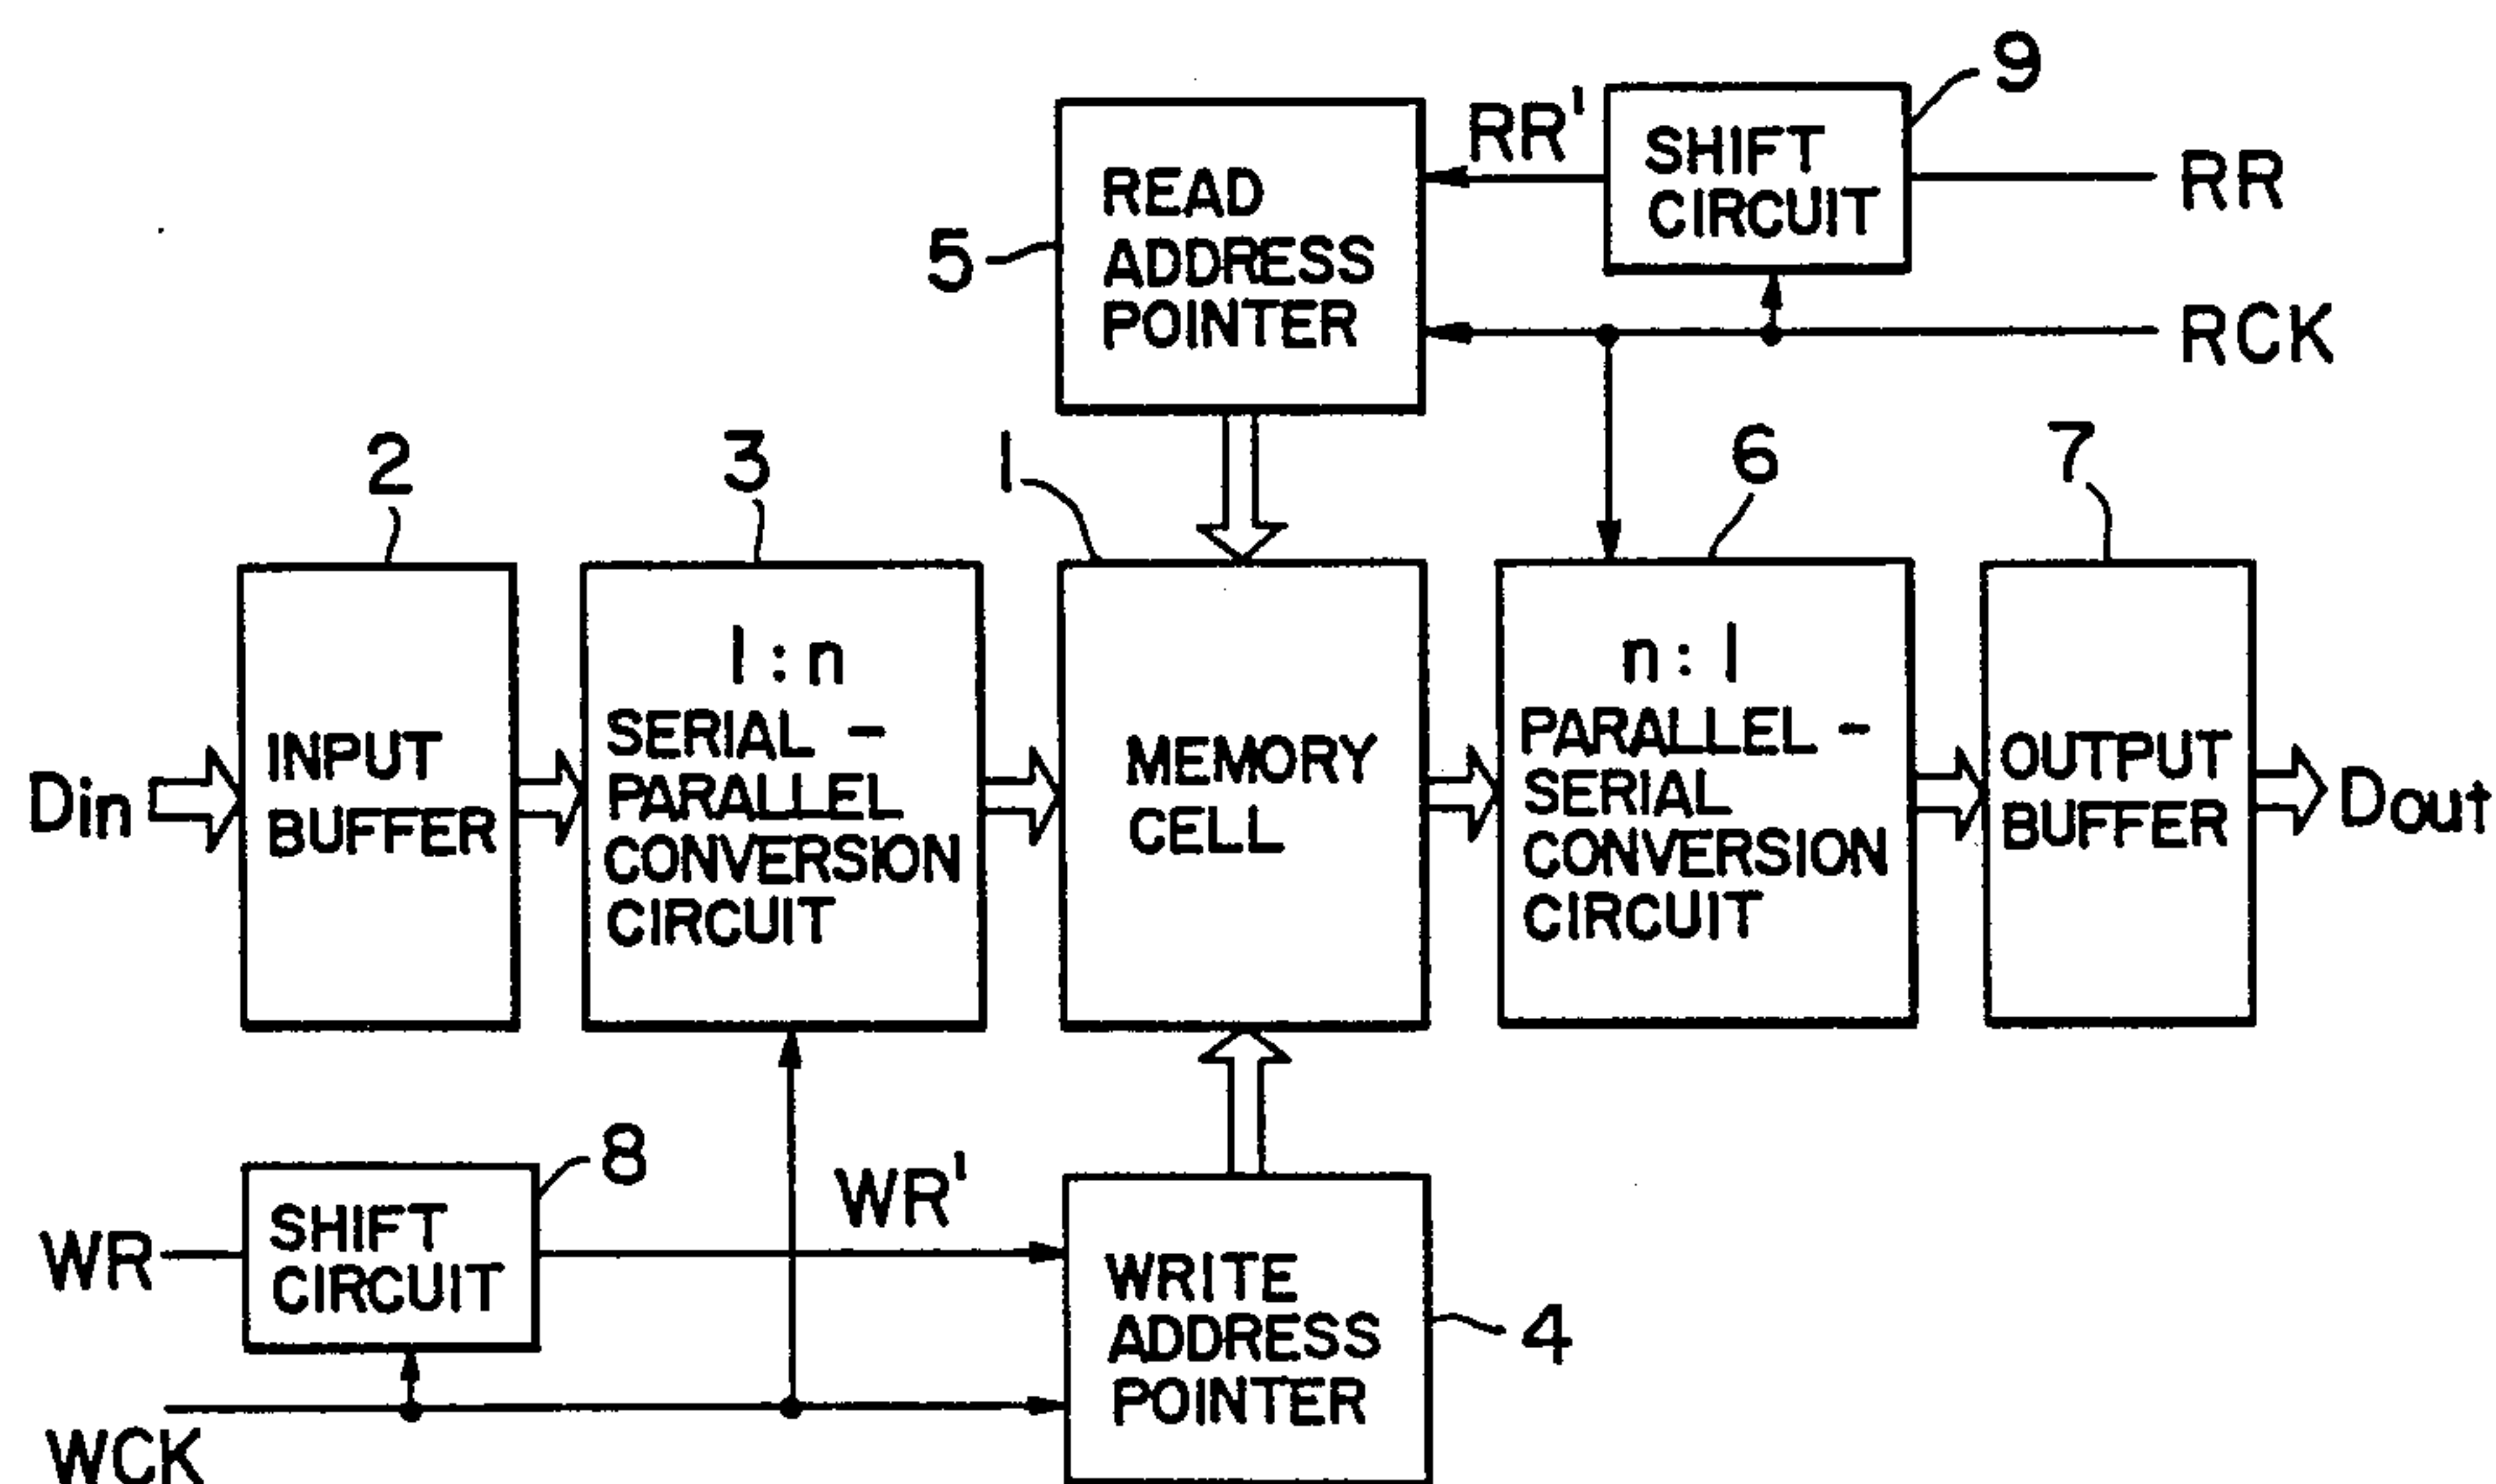 9
RR'
SHIFT
CIRCUIT
RR
READ
ADDRESS
POINTER
5
RCK
2
3
1
6
7
Din
INPUT
BUFFER
1:n
SERIAL -
PARALLEL
CONVERSION
CIRCUIT
MEMORY
CELL
n:1
PARALLEL -
SERIAL
CONVERSION
CIRCUIT
OUTPUT
BUFFER
Dout
8
WR
SHIFT
CIRCUIT
WR'
WRITE
ADDRESS
POINTER
4
WCK